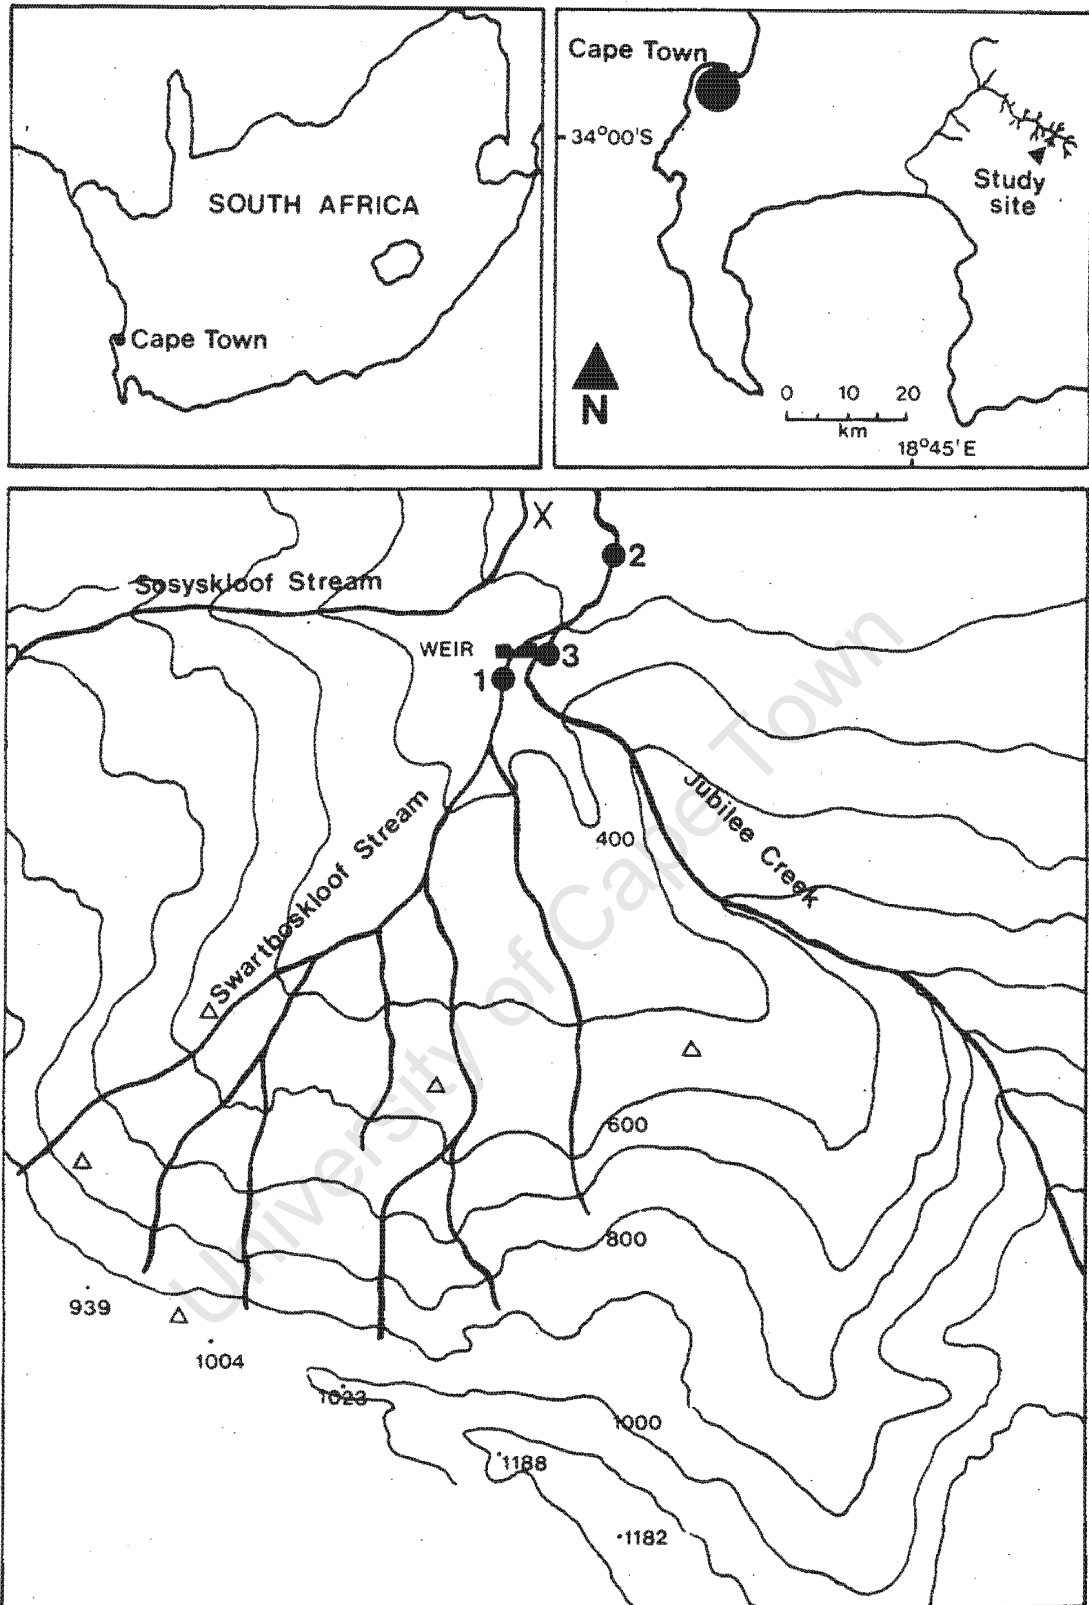 SOUTH AFRICA
Cape Town
Cape Town
34°00'S
Study
site
N
0 10 20
km
18°45'E
X
2
Sosyskloof Stream
WEIR
3
1
Jubilee Creek
400
Swartboskloof Stream
600
800
939
1004
1023
1000
1188
1182
University of Cape Town